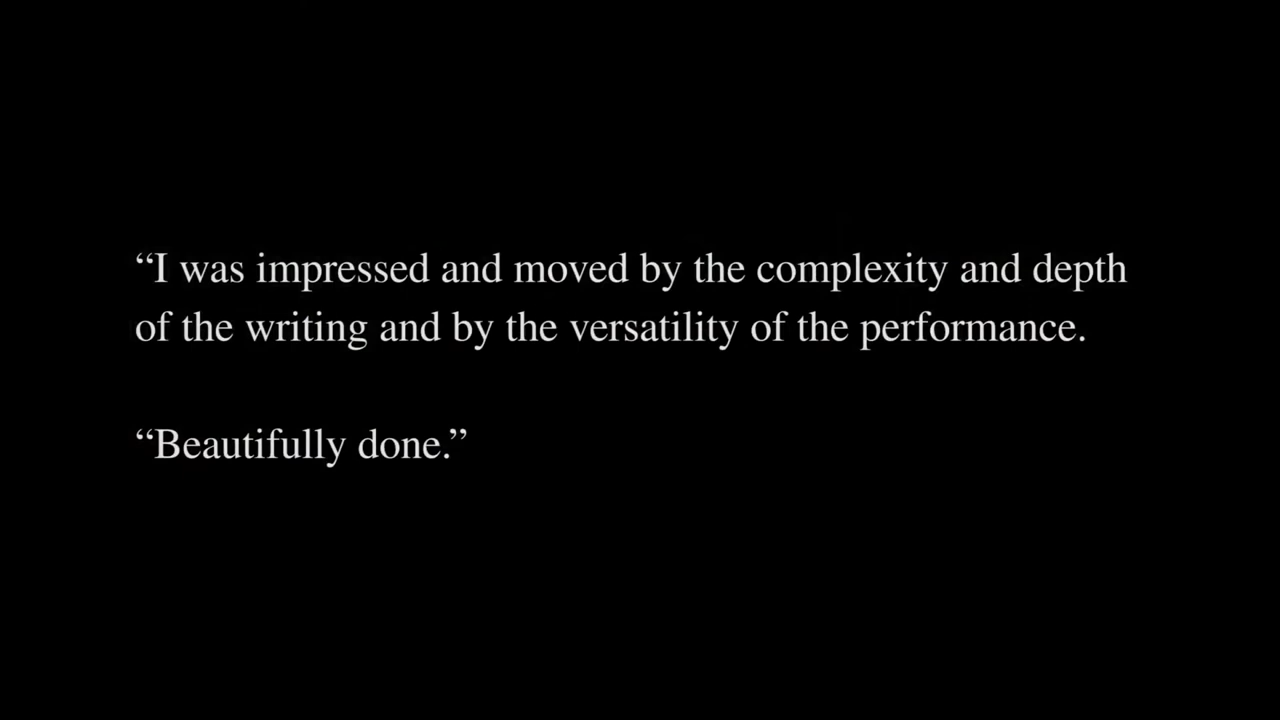 “I was impressed and moved by the complexity and depth
of the writing and by the versatility of the performance.
“Beautifully done.”